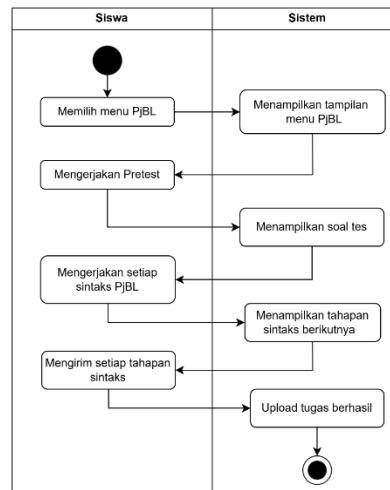 Siswa
Sistem
Memilih menu PjBL
Menampilkan tampilan
menu PjBL
Mengerjakan Pretest
Menampilkan soal tes
Mengerjakan setiap
sintaks PjBL
Menampilkan tahapan
sintaks berikutnya
Mengirim setiap tahapan
sintaks
Upload tugas berhasil